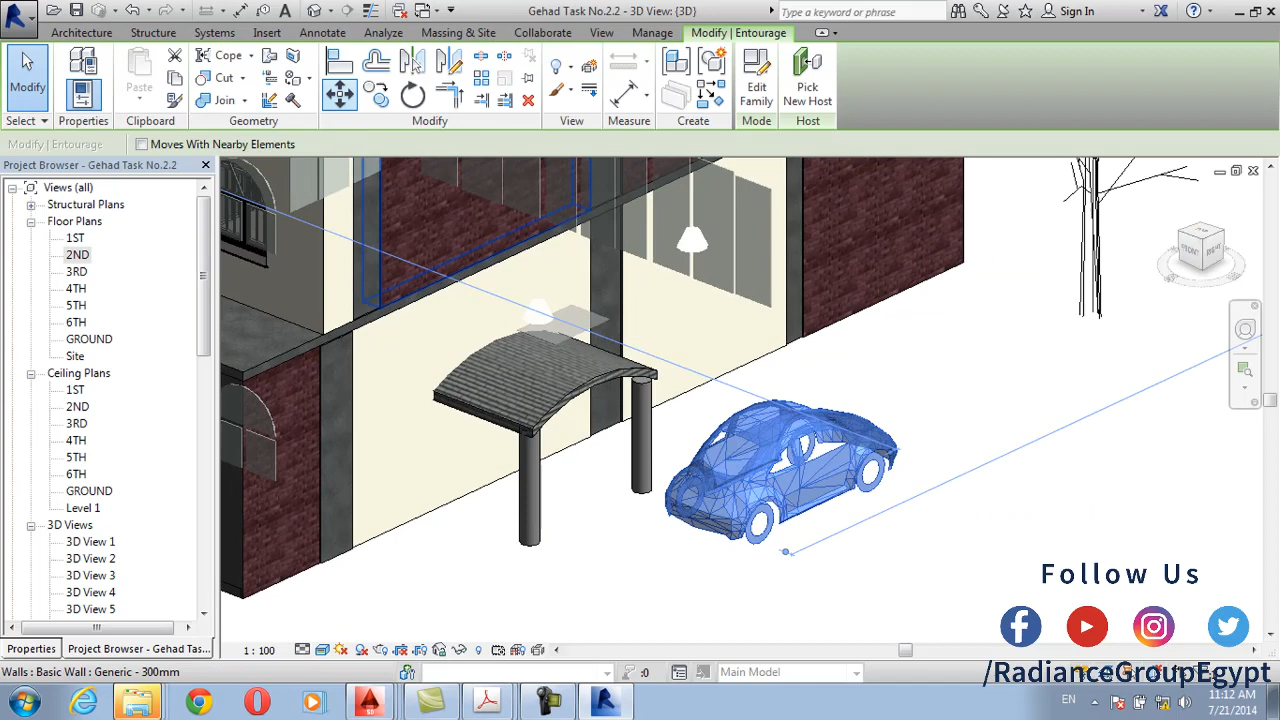 Gehad Task No.2.2 - 3D View: {3D}
Type a keyword or phrase
Sign In
Architecture
Structure
Systems
Insert
Annotate
Analyze
Massing & Site
Collaborate
View
Manage
Modify | Entourage
Modify
Paste
Cope
Cut
Join
Edit
Family
Pick
New Host
Select
Properties
Clipboard
Geometry
Modify
View
Measure
Create
Mode
Host
Modify | Entourage
Moves With Nearby Elements
Project Browser - Gehad Task No.2.2
Views (all)
Structural Plans
Floor Plans
1ST
2ND
3RD
4TH
5TH
6TH
GROUND
Site
Ceiling Plans
1ST
2ND
3RD
4TH
5TH
6TH
GROUND
Level 1
3D Views
3D View 1
3D View 2
3D View 3
3D View 4
3D View 5
FRONT
RIGHT
Follow Us
/RadianceGroupEgypt
Properties
Project Browser - Gehad Tas...
1 : 100
Walls : Basic Wall : Generic - 300mm
:0
Main Model
EN
11:12 AM
7/21/2014